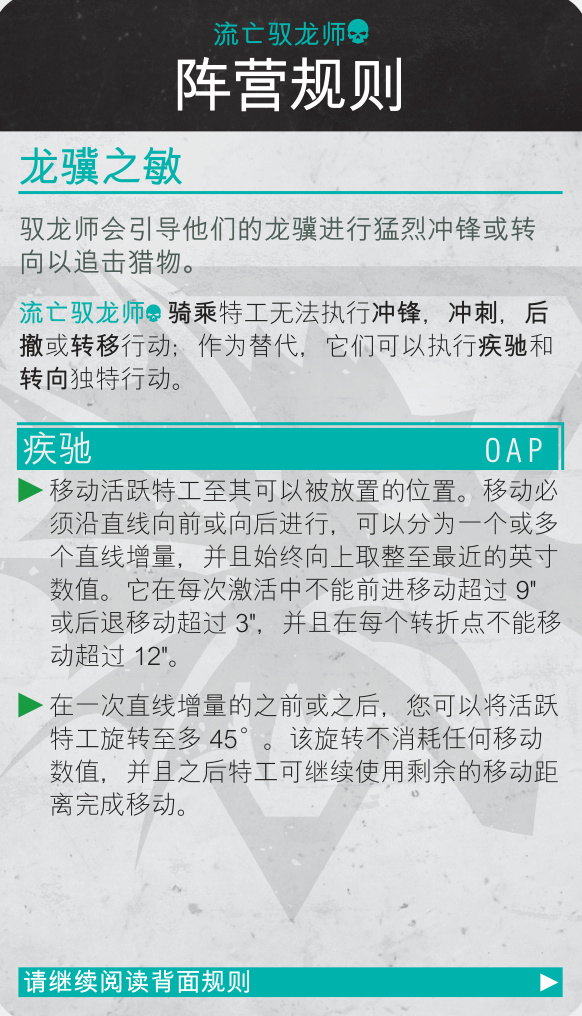 流亡驭龙师
阵营规则
龙骥之敏
驭龙师会引导他们的龙骥进行猛烈冲锋或转
向以追击猎物。
流亡驭龙师 骑乘特工无法执行冲锋，冲刺，后
撤或转移行动；作为替代，它们可以执行疾驰和
转向独特行动。
疾驰 0AP
▶ 移动活跃特工至其可以被放置的位置。移动必
须沿直线向前或向后进行，可以分为一个或多
个直线增量，并且始终向上取整至最近的英寸
数值。它在每次激活中不能前进移动超过 9"
或后退移动超过 3"，并且在每个转折点不能移
动超过 12"。
▶ 在一次直线增量的之前或之后，您可以将活跃
特工旋转至多 45°。该旋转不消耗任何移动
数值，并且之后特工可继续使用剩余的移动距
离完成移动。
请继续阅读背面规则 ▶